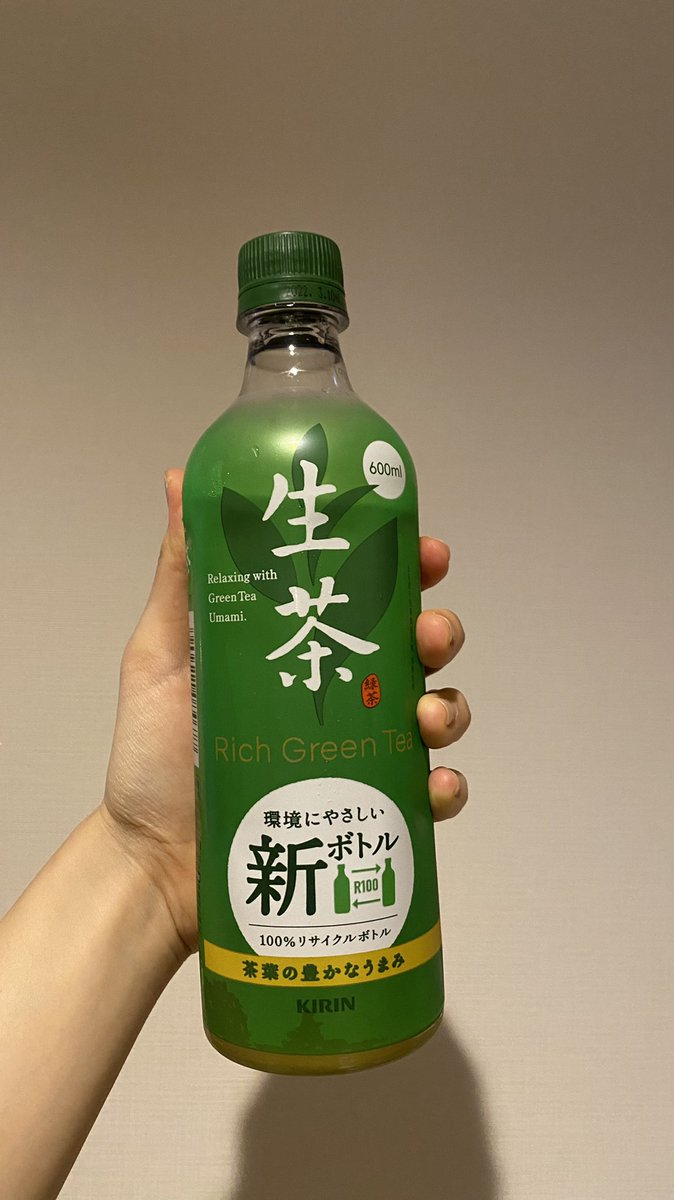 600ml
生茶
Relaxing with
Green Tea
Umami.
緑茶
Rich Green Tea
環境にやさしい
新ボトル
R100
100%リサイクルボトル
茶葉の豊かなうまみ
KIRIN